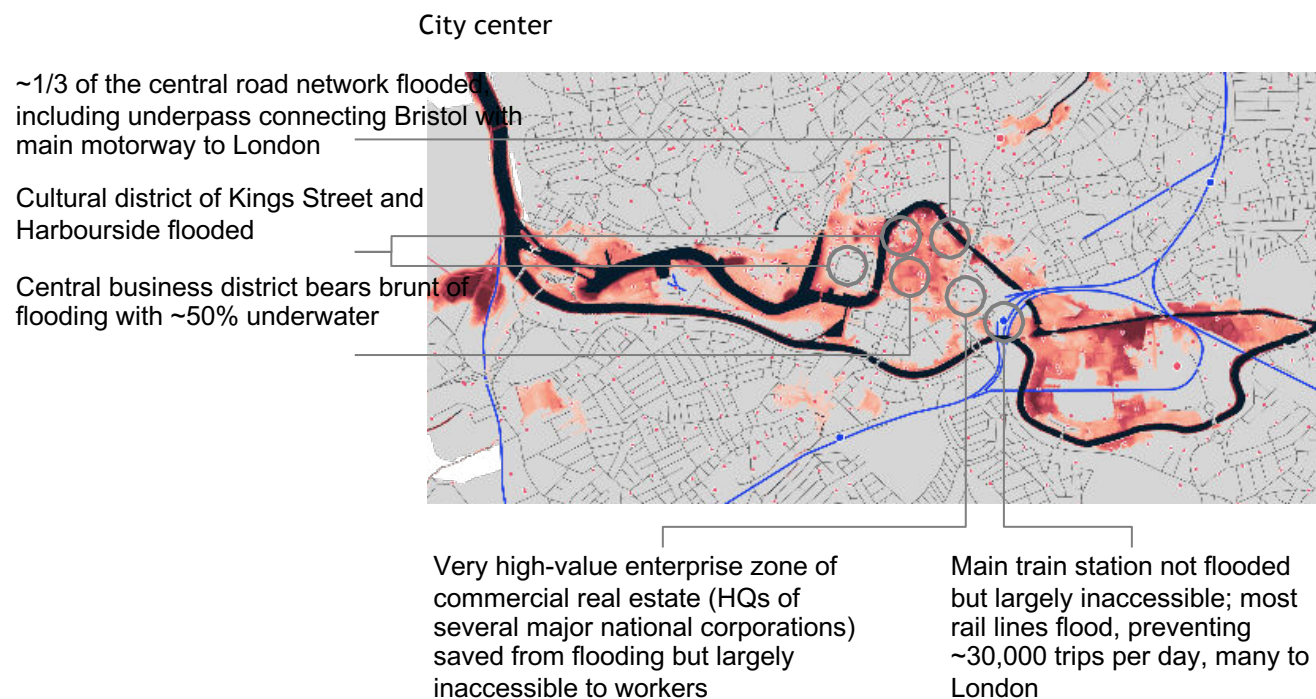 City center
~1/3 of the central road network flooded,
including underpass connecting Bristol with
main motorway to London
Cultural district of Kings Street and
Harbourside flooded
Central business district bears brunt of
flooding with ~50% underwater
Very high-value enterprise zone of
commercial real estate (HQs of
several major national corporations)
saved from flooding but largely
inaccessible to workers
Main train station not flooded
but largely inaccessible; most
rail lines flood, preventing
~30,000 trips per day, many to
London